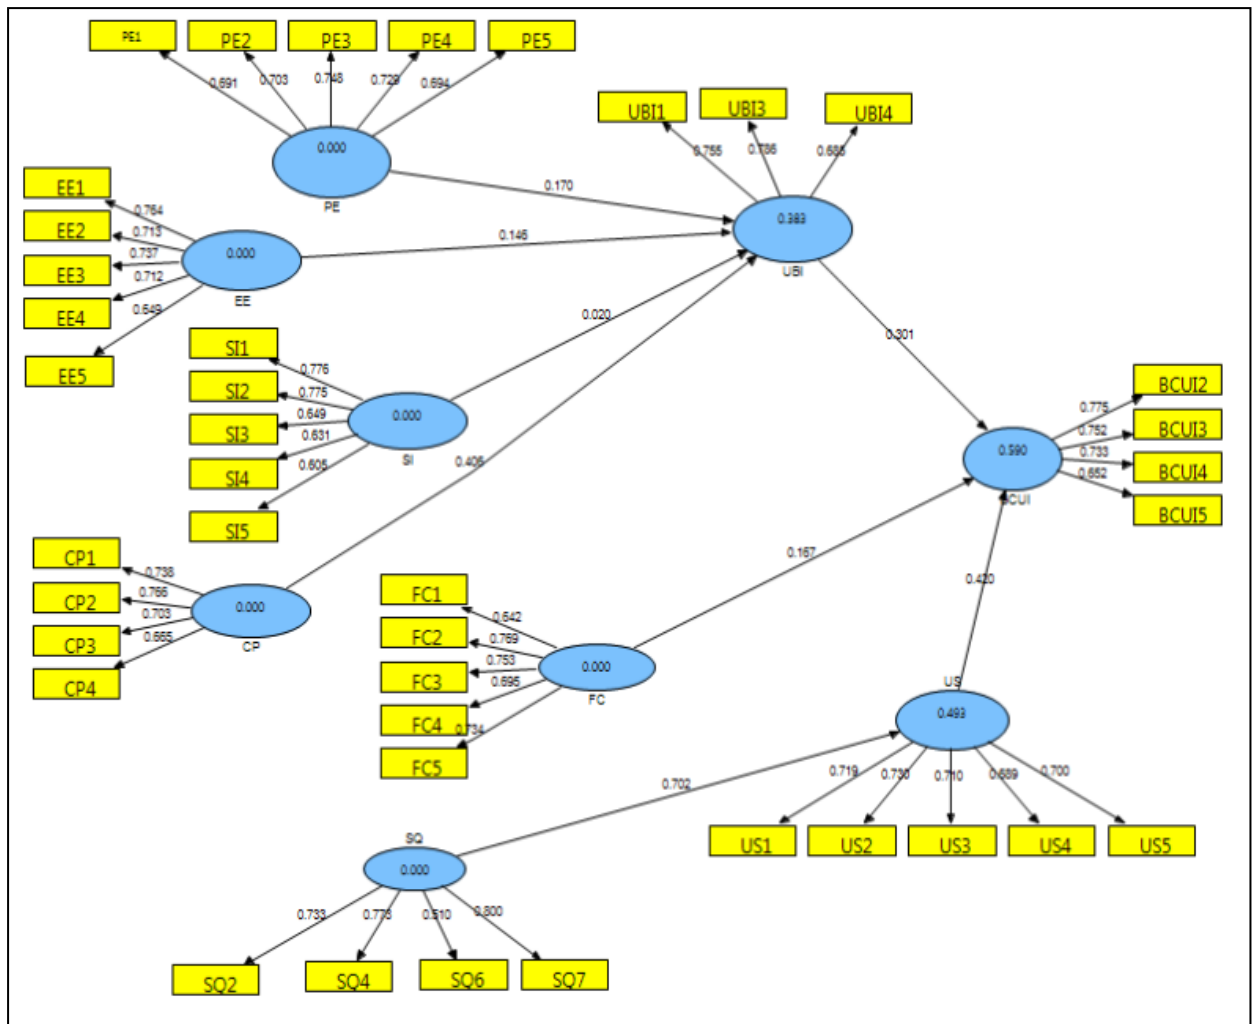 PE1 PE2 PE3 PE4 PE5
0.691 0.703 0.748 0.729 0.694
0.000
PE
UBI1 UBI3 UBI4
0.755 0.786 0.685
0.383
UBI
0.170
0.146
0.020
0.406
0.301
EE1
EE2
EE3
EE4
EE5
0.764
0.713
0.737
0.712
0.649
0.000
EE
SI1
SI2
SI3
SI4
SI5
0.776
0.775
0.649
0.631
0.605
0.000
SI
BCUI2
BCUI3
BCUI4
BCUI5
0.775
0.752
0.733
0.652
0.590
BCUI
CP1
CP2
CP3
CP4
0.738
0.766
0.703
0.665
0.000
CP
FC1
FC2
FC3
FC4
FC5
0.642
0.769
0.753
0.695
0.734
0.000
FC
0.167
0.420
US
0.493
0.719 0.730 0.710 0.689 0.700
US1 US2 US3 US4 US5
0.702
SQ
0.000
0.733 0.773 0.510 0.800
SQ2 SQ4 SQ6 SQ7